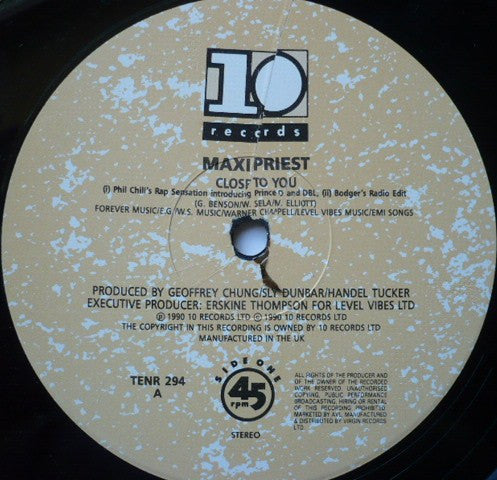 10
records
MAXI PRIEST
CLOSE TO YOU
(i) Phil Chill's Rap Sensation introducing Prince D and DBL, (ii) Bodger's Radio Edit
(G. BENSON/W. SELA/M. ELLIOTT)
FOREVER MUSIC/E.G./W.S. MUSIC/WARNER CHAPPELL/LEVEL VIBES MUSIC/EMI SONGS
PRODUCED BY GEOFFREY CHUNG/SLY DUNBAR/HANDEL TUCKER
EXECUTIVE PRODUCER: ERSKINE THOMPSON FOR LEVEL VIBES LTD
℗ 1990 10 RECORDS LTD © 1990 10 RECORDS LTD
THE COPYRIGHT IN THIS RECORDING IS OWNED BY 10 RECORDS LTD
MANUFACTURED IN THE UK
TENR 294
A
SIDE ONE
45
rpm
STEREO
ALL RIGHTS OF THE PRODUCER AND
OF THE OWNER OF THE RECORDED
WORK RESERVED. UNAUTHORISED
COPYING, PUBLIC PERFORMANCE
BROADCASTING, HIRING OR RENTAL
OF THIS RECORDING PROHIBITED
MARKETED BY AVL. MANUFACTURED
& DISTRIBUTED BY VIRGIN RECORDS
LTD.